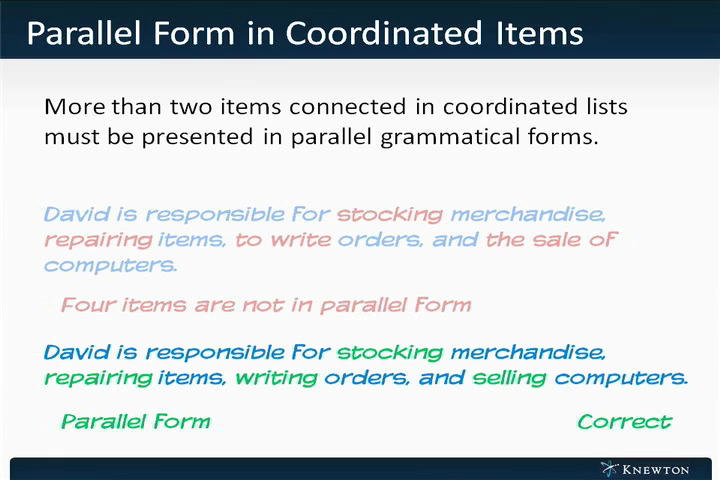 Parallel Form in Coordinated Items
More than two items connected in coordinated lists
must be presented in parallel grammatical forms.
David is responsible for stocking merchandise,
repairing items, to write orders, and the sale of
computers.
Four items are not in parallel form
David is responsible for stocking merchandise,
repairing items, writing orders, and selling computers.
Parallel Form Correct
KNEWTON